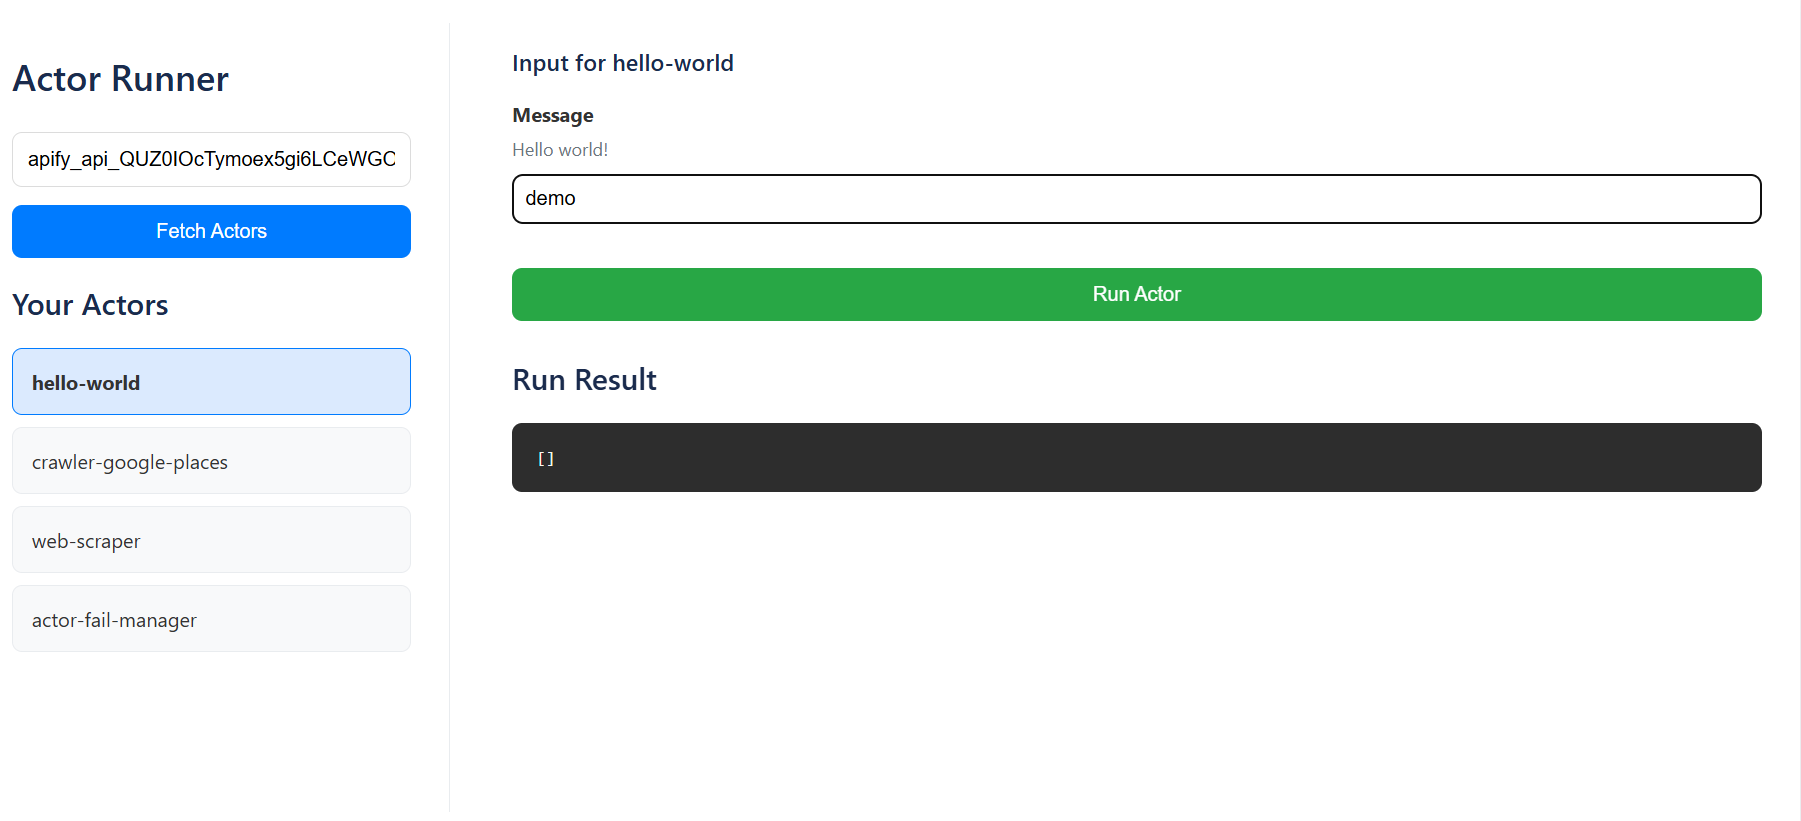 Actor Runner
apify_api_QUZ0IOcTymoex5gi6LCeWGC
Fetch Actors
Your Actors
hello-world
crawler-google-places
web-scraper
actor-fail-manager
Input for hello-world
Message
Hello world!
demo
Run Actor
Run Result
[]